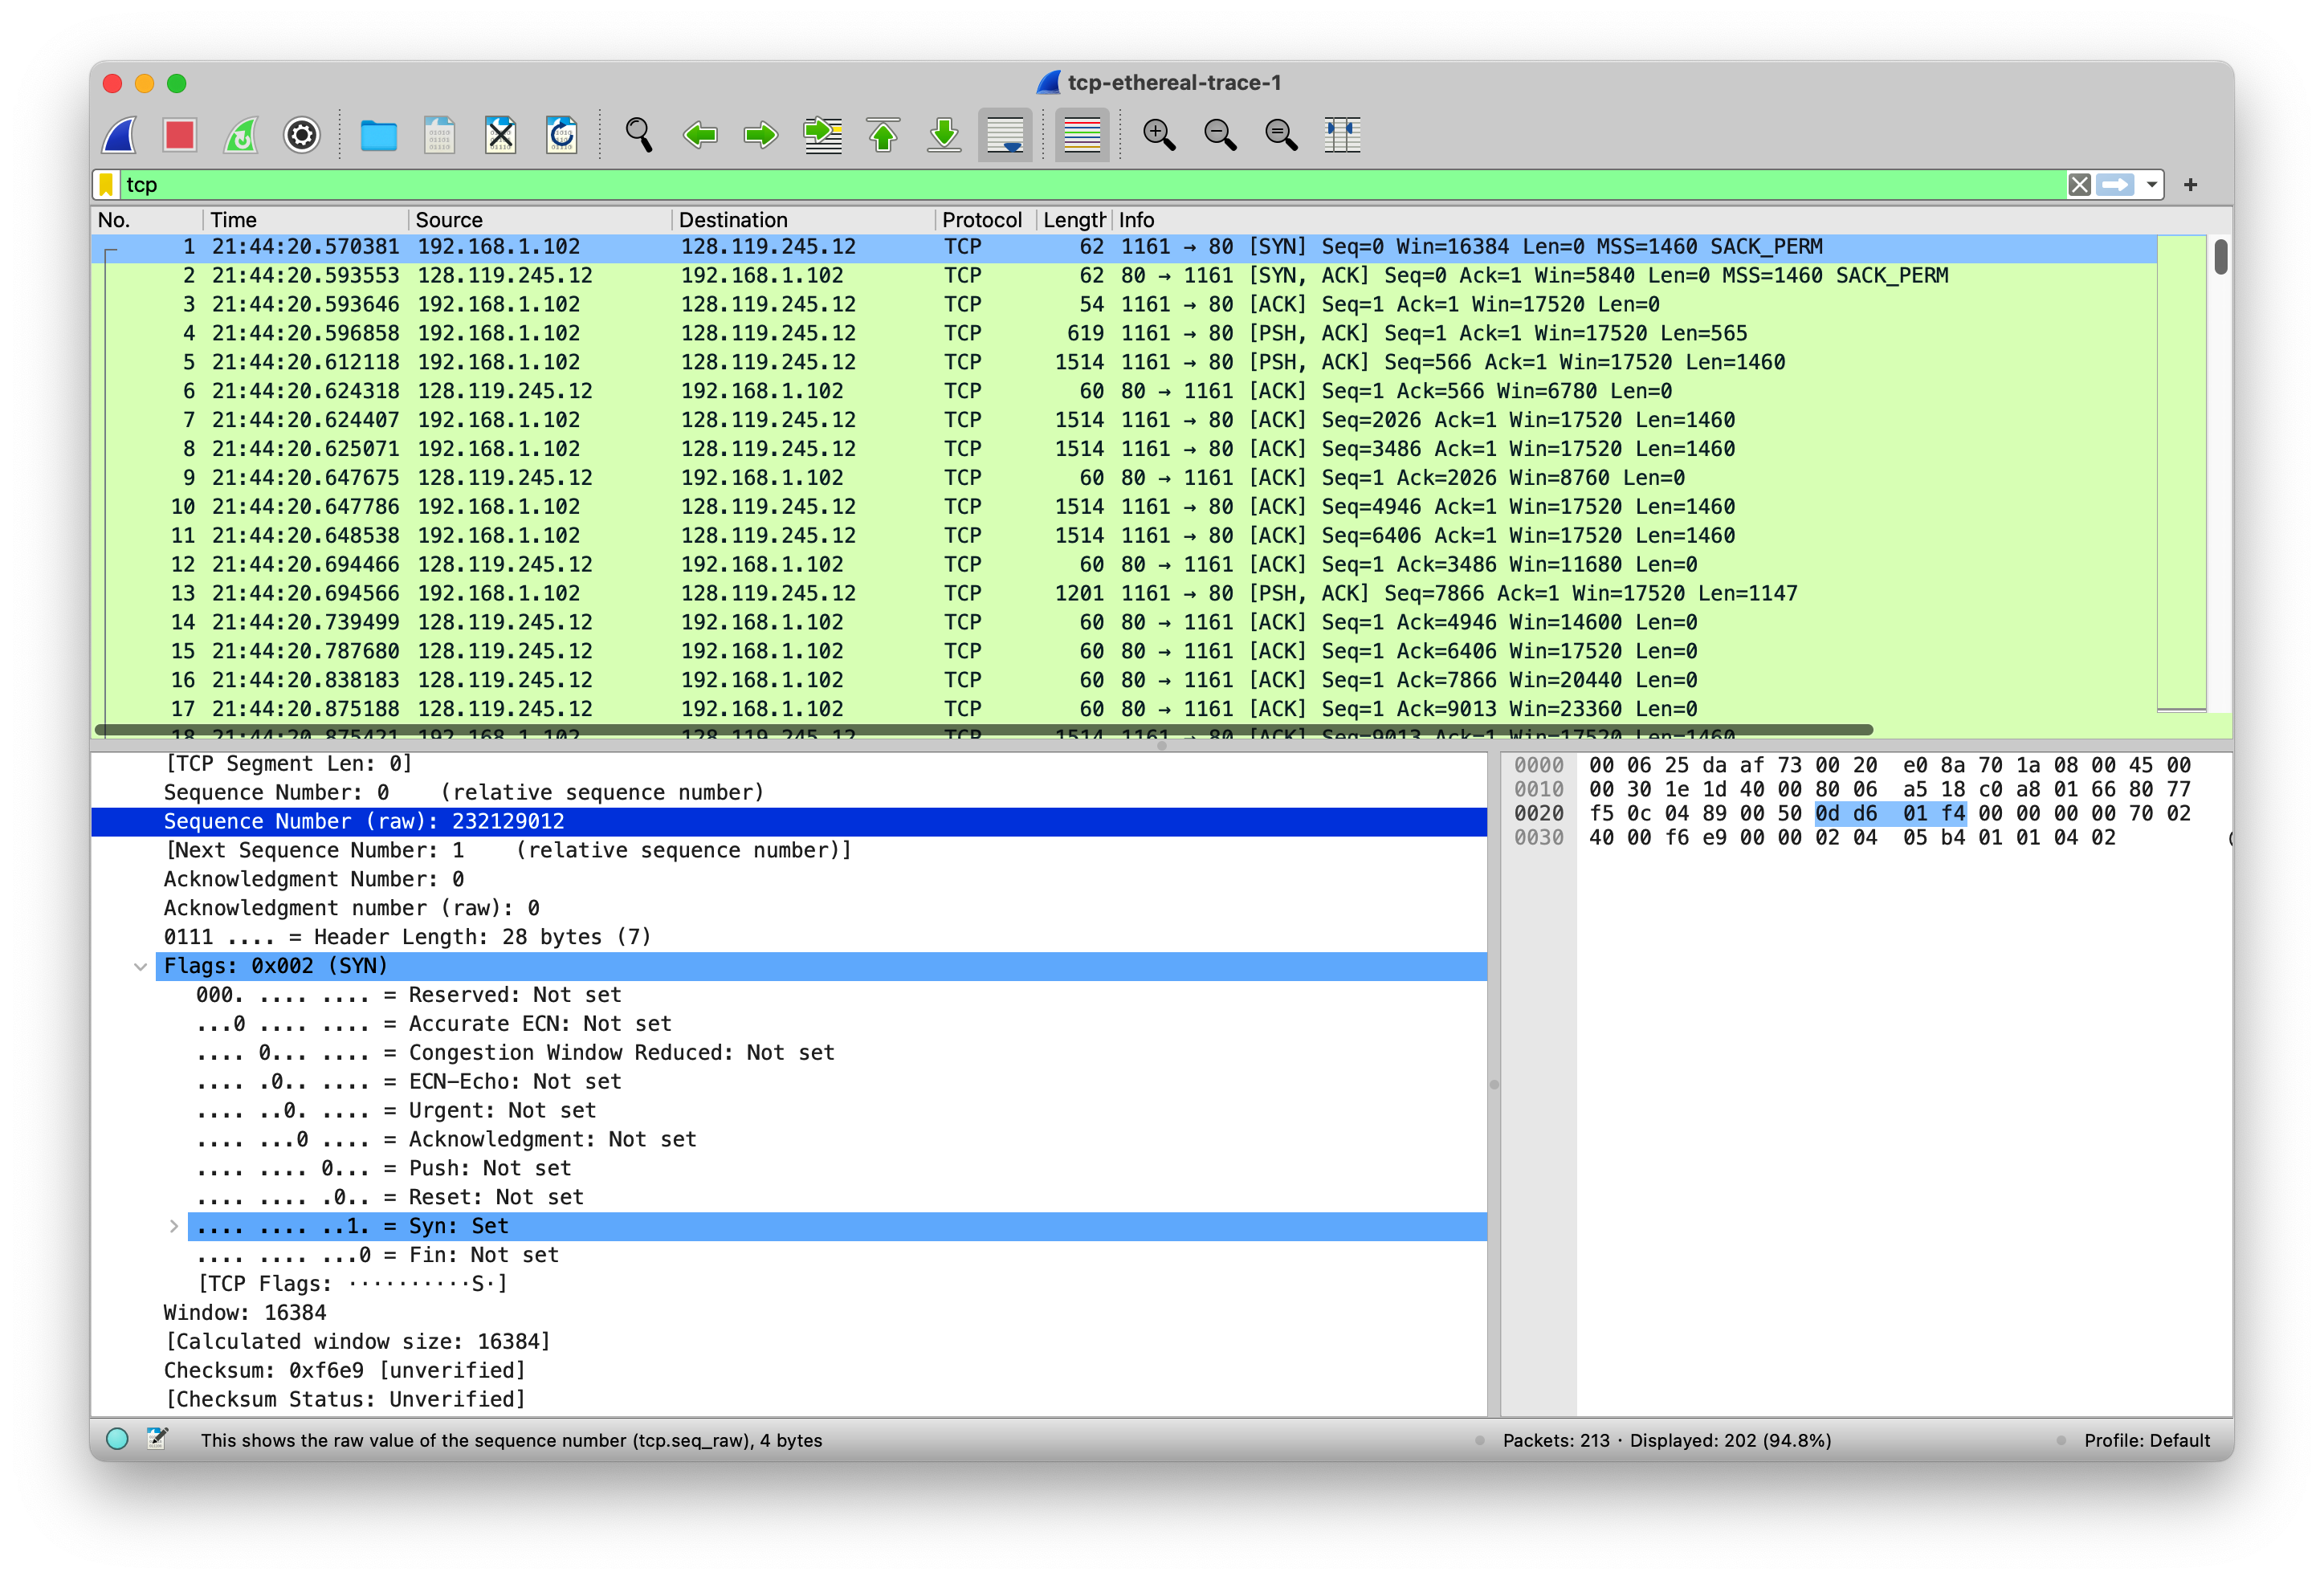 tcp-ethereal-trace-1
tcp
No. Time Source Destination Protocol Length Info
1 21:44:20.570381 192.168.1.102 128.119.245.12 TCP 62 1161 → 80 [SYN] Seq=0 Win=16384 Len=0 MSS=1460 SACK_PERM
2 21:44:20.593553 128.119.245.12 192.168.1.102 TCP 62 80 → 1161 [SYN, ACK] Seq=0 Ack=1 Win=5840 Len=0 MSS=1460 SACK_PERM
3 21:44:20.593646 192.168.1.102 128.119.245.12 TCP 54 1161 → 80 [ACK] Seq=1 Ack=1 Win=17520 Len=0
4 21:44:20.596858 192.168.1.102 128.119.245.12 TCP 619 1161 → 80 [PSH, ACK] Seq=1 Ack=1 Win=17520 Len=565
5 21:44:20.612118 192.168.1.102 128.119.245.12 TCP 1514 1161 → 80 [PSH, ACK] Seq=566 Ack=1 Win=17520 Len=1460
6 21:44:20.624318 128.119.245.12 192.168.1.102 TCP 60 80 → 1161 [ACK] Seq=1 Ack=566 Win=6780 Len=0
7 21:44:20.624407 192.168.1.102 128.119.245.12 TCP 1514 1161 → 80 [ACK] Seq=2026 Ack=1 Win=17520 Len=1460
8 21:44:20.625071 192.168.1.102 128.119.245.12 TCP 1514 1161 → 80 [ACK] Seq=3486 Ack=1 Win=17520 Len=1460
9 21:44:20.647675 128.119.245.12 192.168.1.102 TCP 60 80 → 1161 [ACK] Seq=1 Ack=2026 Win=8760 Len=0
10 21:44:20.647786 192.168.1.102 128.119.245.12 TCP 1514 1161 → 80 [ACK] Seq=4946 Ack=1 Win=17520 Len=1460
11 21:44:20.648538 192.168.1.102 128.119.245.12 TCP 1514 1161 → 80 [ACK] Seq=6406 Ack=1 Win=17520 Len=1460
12 21:44:20.694466 128.119.245.12 192.168.1.102 TCP 60 80 → 1161 [ACK] Seq=1 Ack=3486 Win=11680 Len=0
13 21:44:20.694566 192.168.1.102 128.119.245.12 TCP 1201 1161 → 80 [PSH, ACK] Seq=7866 Ack=1 Win=17520 Len=1147
14 21:44:20.739499 128.119.245.12 192.168.1.102 TCP 60 80 → 1161 [ACK] Seq=1 Ack=4946 Win=14600 Len=0
15 21:44:20.787680 128.119.245.12 192.168.1.102 TCP 60 80 → 1161 [ACK] Seq=1 Ack=6406 Win=17520 Len=0
16 21:44:20.838183 128.119.245.12 192.168.1.102 TCP 60 80 → 1161 [ACK] Seq=1 Ack=7866 Win=20440 Len=0
17 21:44:20.875188 128.119.245.12 192.168.1.102 TCP 60 80 → 1161 [ACK] Seq=1 Ack=9013 Win=23360 Len=0
18 21:44:20.875421 192.168.1.102 128.119.245.12 TCP 1514 1161 → 80 [ACK] Seq=9013 Ack=1 Win=17520 Len=1460
[TCP Segment Len: 0]
Sequence Number: 0 (relative sequence number)
Sequence Number (raw): 232129012
[Next Sequence Number: 1 (relative sequence number)]
Acknowledgment Number: 0
Acknowledgment number (raw): 0
0111 .... = Header Length: 28 bytes (7)
Flags: 0x002 (SYN)
000. .... .... = Reserved: Not set
...0 .... .... = Accurate ECN: Not set
.... 0... .... = Congestion Window Reduced: Not set
.... .0.. .... = ECN-Echo: Not set
.... ..0. .... = Urgent: Not set
.... ...0 .... = Acknowledgment: Not set
.... .... 0... = Push: Not set
.... .... .0.. = Reset: Not set
.... .... ..1. = Syn: Set
.... .... ...0 = Fin: Not set
[TCP Flags: ··········S·]
Window: 16384
[Calculated window size: 16384]
Checksum: 0xf6e9 [unverified]
[Checksum Status: Unverified]
0000 00 06 25 da af 73 00 20 e0 8a 70 1a 08 00 45 00
0010 00 30 1e 1d 40 00 80 06 a5 18 c0 a8 01 66 80 77
0020 f5 0c 04 89 00 50 0d d6 01 f4 00 00 00 00 70 02
0030 40 00 f6 e9 00 00 02 04 05 b4 01 01 04 02
This shows the raw value of the sequence number (tcp.seq_raw), 4 bytes
Packets: 213 · Displayed: 202 (94.8%)
Profile: Default